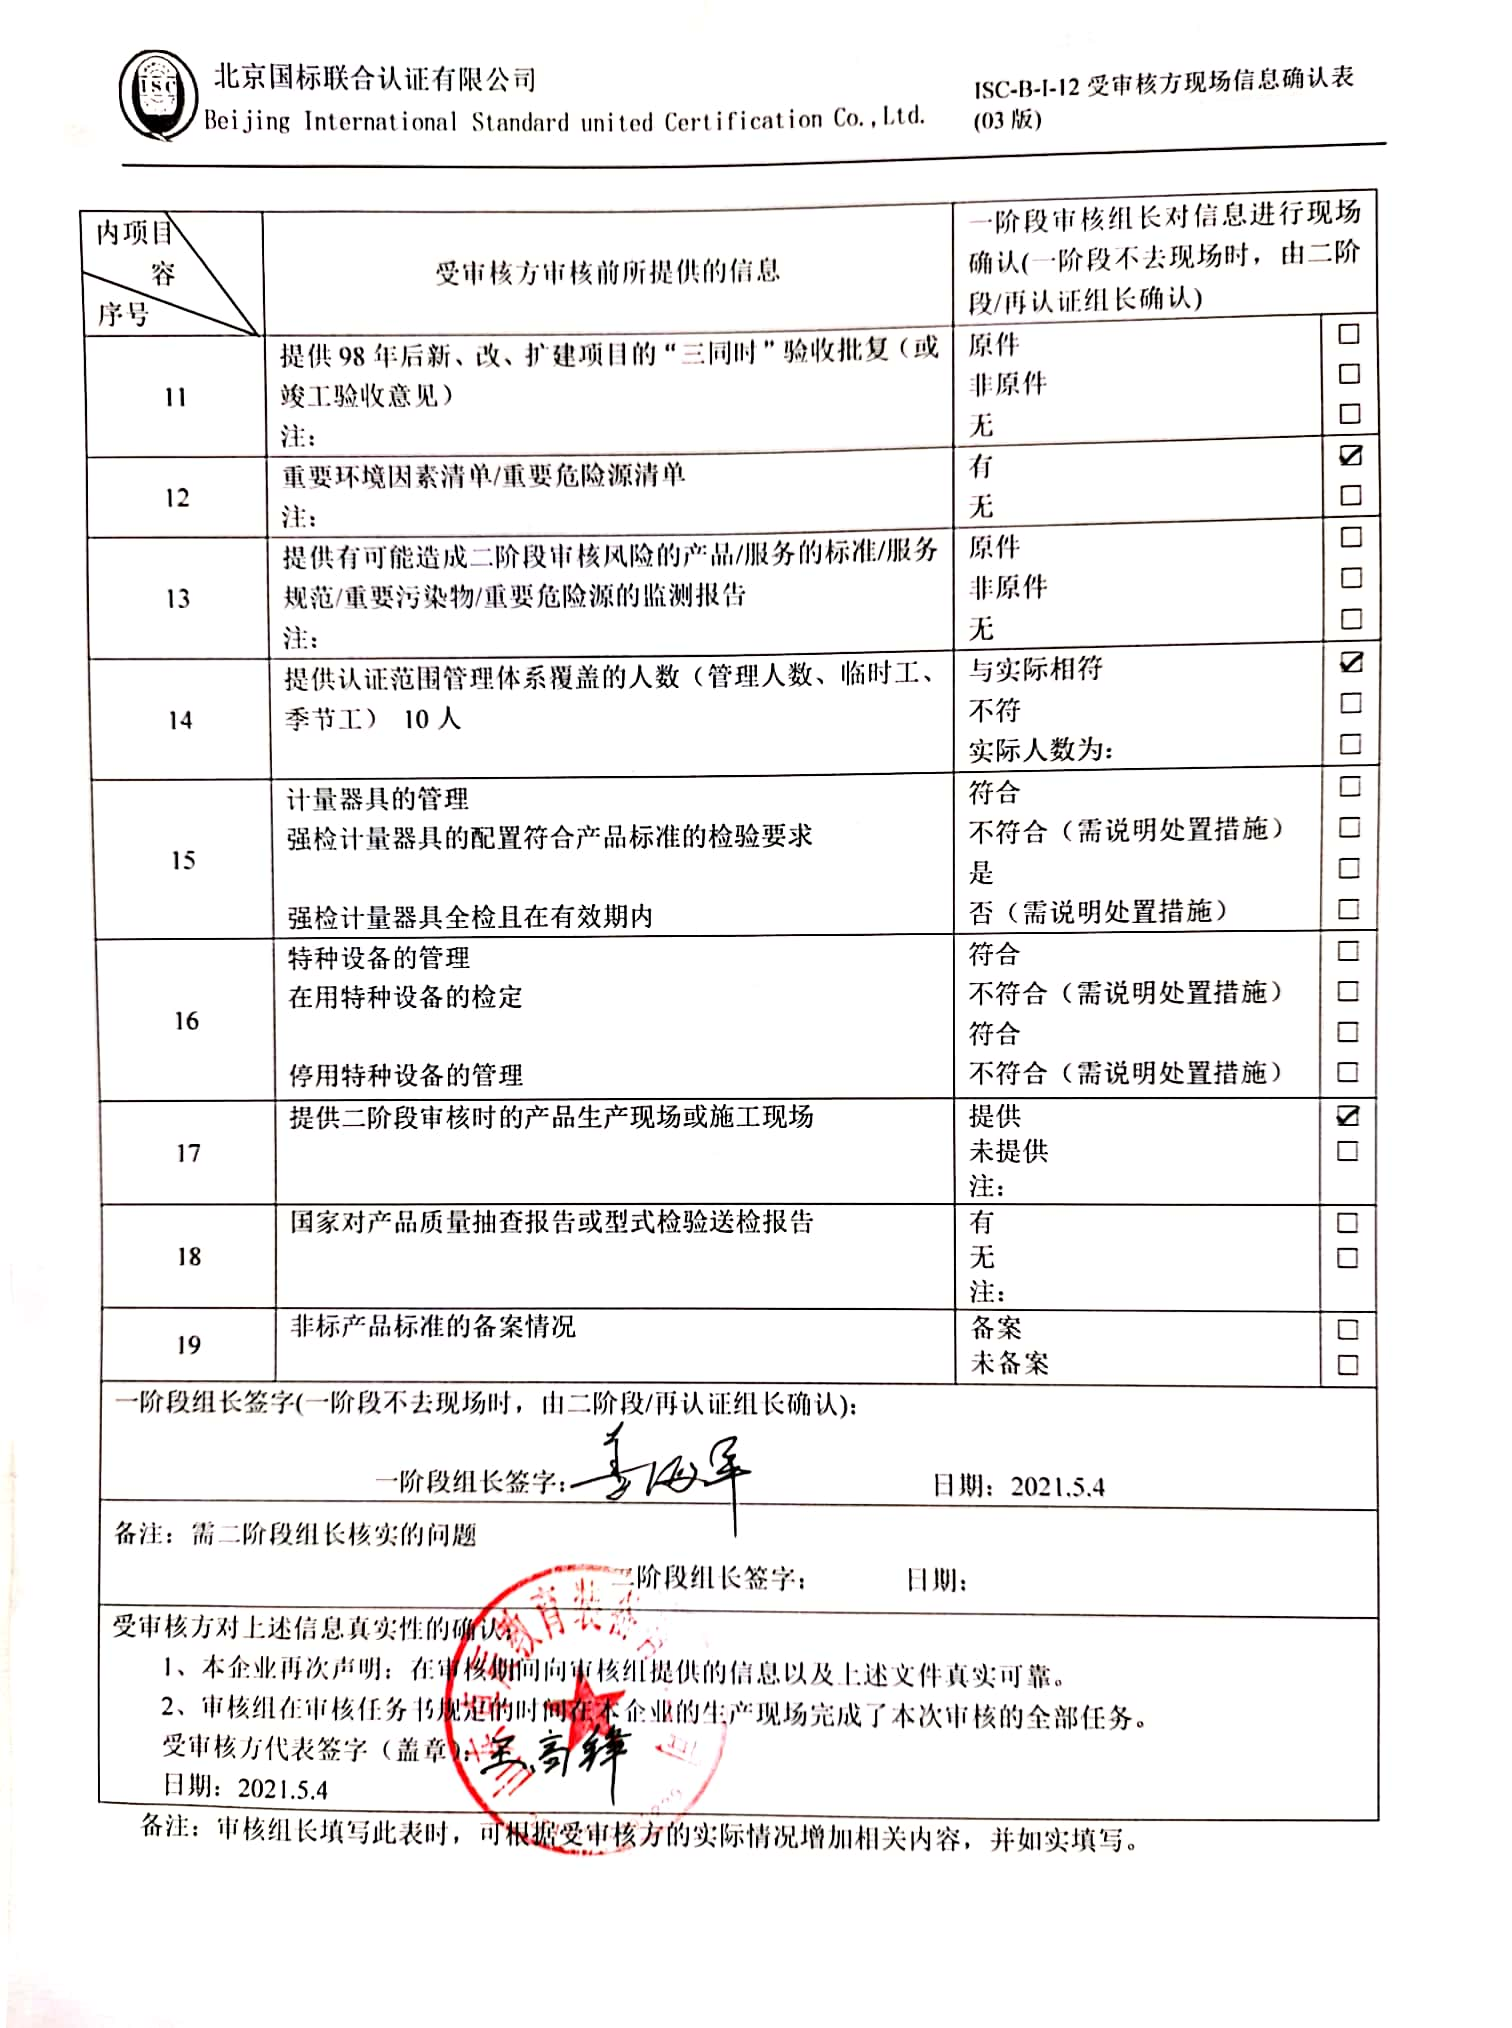 北京国标联合认证有限公司
ISC-B-I-12 受审核方现场信息确认表
Beijing International Standard united Certification Co.,Ltd.
(03 版)
ISC
内项目
容
序号
受审核方审核前所提供的信息
一阶段审核组长对信息进行现场
确认(一阶段不去现场时，由二阶
段/再认证组长确认)
11
提供 98 年后新、改、扩建项目的“三同时”验收批复（或
竣工验收意见）
注：
原件 □
非原件 □
无 □
12
重要环境因素清单/重要危险源清单
注：
有 ☑
无 □
13
提供有可能造成二阶段审核风险的产品/服务的标准/服务
规范/重要污染物/重要危险源的监测报告
注：
原件 □
非原件 □
无 □
14
提供认证范围管理体系覆盖的人数（管理人数、临时工、
季节工） 10 人
与实际相符 ☑
不符 □
实际人数为: □
15
计量器具的管理
强检计量器具的配置符合产品标准的检验要求
强检计量器具全检且在有效期内
符合 □
不符合（需说明处置措施） □
是 □
否（需说明处置措施） □
16
特种设备的管理
在用特种设备的检定
停用特种设备的管理
符合 □
不符合（需说明处置措施） □
符合 □
不符合（需说明处置措施） □
17
提供二阶段审核时的产品生产现场或施工现场
提供 ☑
未提供 □
注：
18
国家对产品质量抽查报告或型式检验送检报告
有 □
无 □
注：
19
非标产品标准的备案情况
备案 □
未备案 □
一阶段组长签字(一阶段不去现场时，由二阶段/再认证组长确认)：
一阶段组长签字: 日期：2021.5.4
备注：需二阶段组长核实的问题
二阶段组长签字： 日期：
受审核方对上述信息真实性的确认：
1、本企业再次声明：在审核期间向审核组提供的信息以及上述文件真实可靠。
2、审核组在审核任务书规定的时间在本企业的生产现场完成了本次审核的全部任务。
受审核方代表签字（盖章）：王高锋
日期：2021.5.4
教育装备
备注：审核组长填写此表时，可根据受审核方的实际情况增加相关内容，并如实填写。